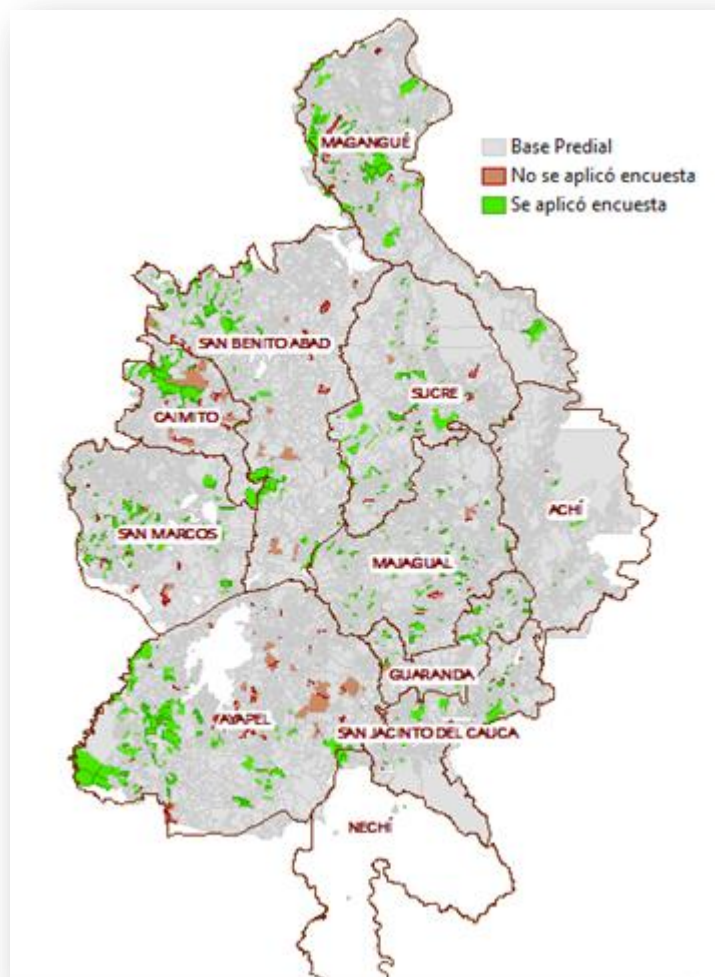 MAGANGUÉ
Base Predial
No se aplicó encuesta
Se aplicó encuesta
SAN BENITO ABAD
SUCRE
CAIMITO
ACHÍ
SAN MARCOS
MAJAGUAL
GUARANDA
AYAPEL
SAN JACINTO DEL CAUCA
NECHÍ